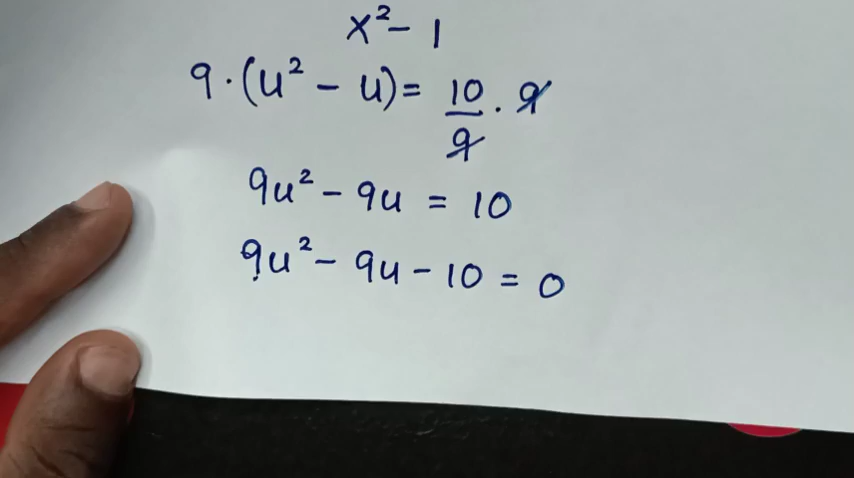 x² - 1
9 · (u² - u) = 10/9 · 9
9u² - 9u = 10
9u² - 9u - 10 = 0